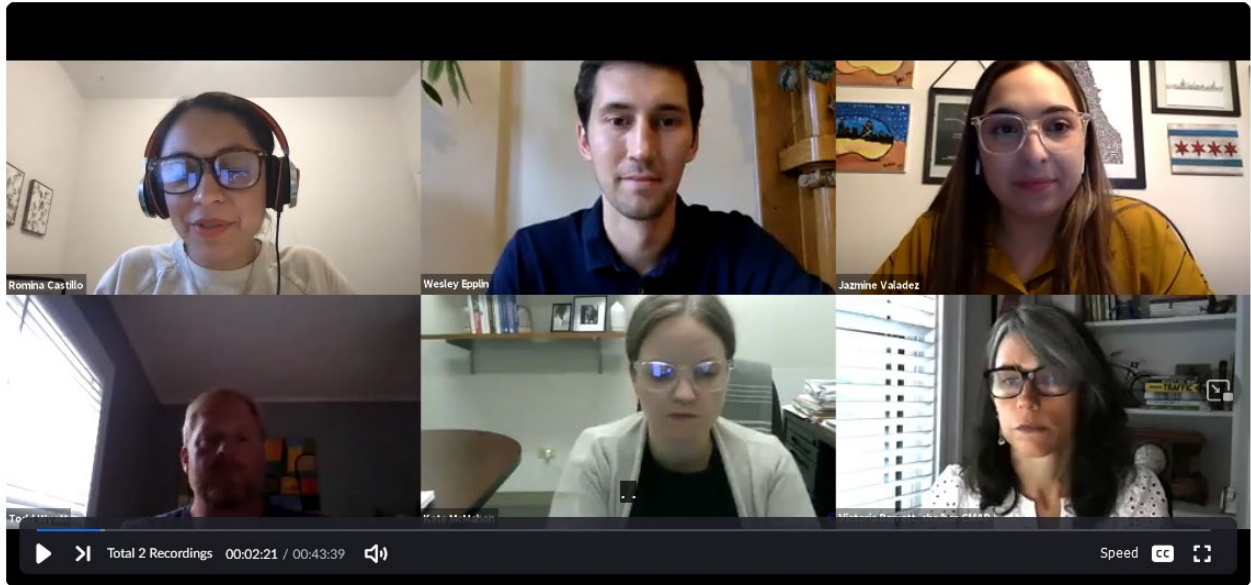 Romina Castillo
Wesley Epplin
Jazmine Valadez
TRAFFIC
Kate McMahon
Total 2 Recordings 00:02:21 / 00:43:39 Speed CC